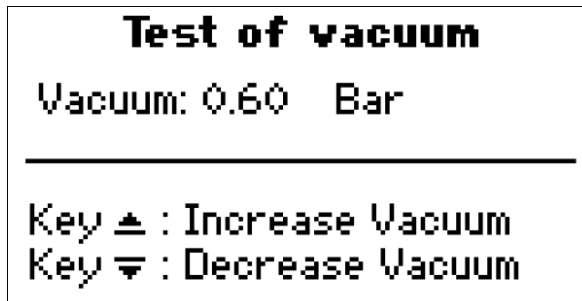 Test of vacuum
Vacuum: 0.60 Bar
Key ▲ : Increase Vacuum
Key ▼ : Decrease Vacuum